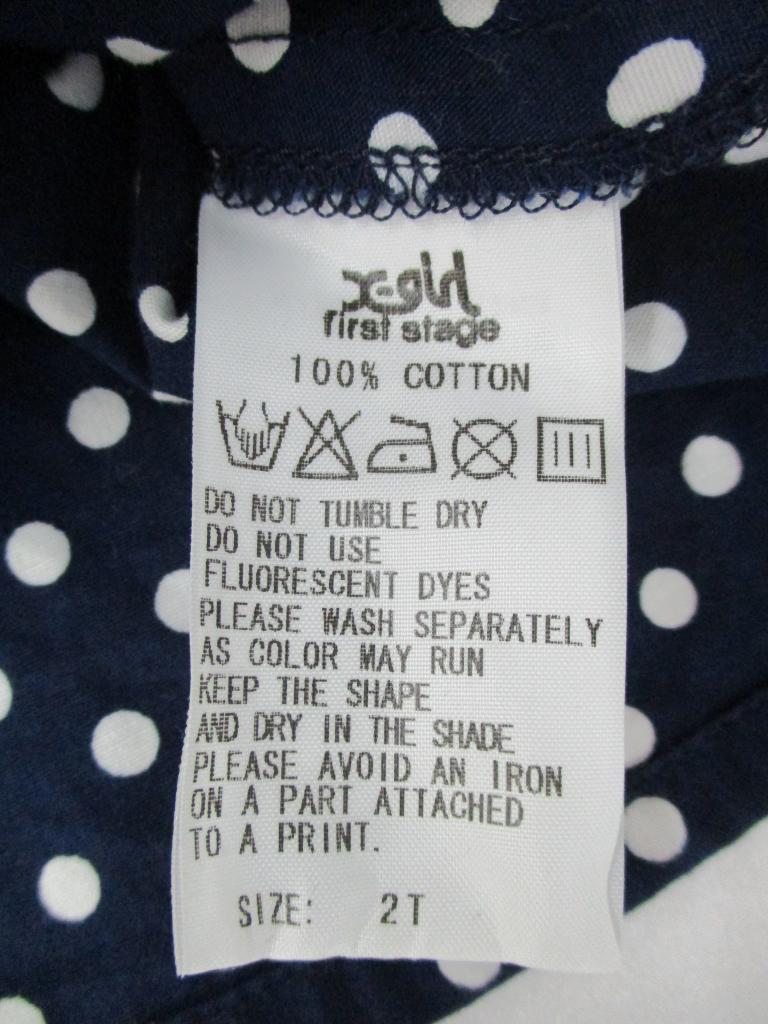 x-girl
first stage
100% COTTON
DO NOT TUMBLE DRY
DO NOT USE
FLUORESCENT DYES
PLEASE WASH SEPARATELY
AS COLOR MAY RUN
KEEP THE SHAPE
AND DRY IN THE SHADE
PLEASE AVOID AN IRON
ON A PART ATTACHED
TO A PRINT.
SIZE: 2T